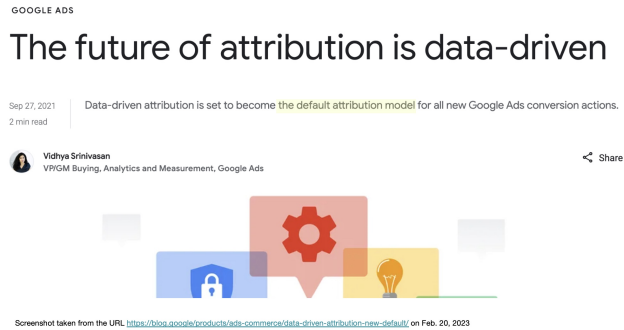 GOOGLE ADS
The future of attribution is data-driven
Sep 27, 2021
2 min read
Data-driven attribution is set to become the default attribution model for all new Google Ads conversion actions.
Vidhya Srinivasan
VP/GM Buying, Analytics and Measurement, Google Ads
Share
Screenshot taken from the URL https://blog.google/products/ads-commerce/data-driven-attribution-new-default/ on Feb. 20, 2023